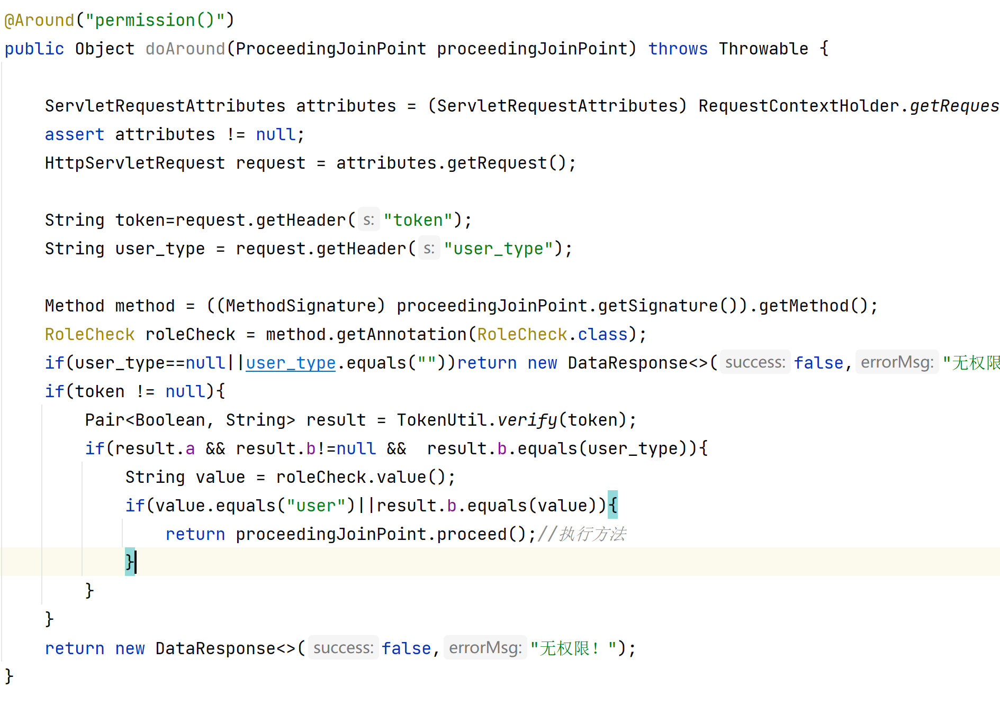 @Around("permission()")
public Object doAround(ProceedingJoinPoint proceedingJoinPoint) throws Throwable {
ServletRequestAttributes attributes = (ServletRequestAttributes) RequestContextHolder.getReques
assert attributes != null;
HttpServletRequest request = attributes.getRequest();
String token=request.getHeader( s: "token");
String user_type = request.getHeader( s: "user_type");
Method method = ((MethodSignature) proceedingJoinPoint.getSignature()).getMethod();
RoleCheck roleCheck = method.getAnnotation(RoleCheck.class);
if(user_type==null||user_type.equals(""))return new DataResponse<>( success: false, errorMsg: "无权限
if(token != null){
Pair<Boolean, String> result = TokenUtil.verify(token);
if(result.a && result.b!=null &&  result.b.equals(user_type)){
String value = roleCheck.value();
if(value.equals("user")||result.b.equals(value)){
return proceedingJoinPoint.proceed();//执行方法
}
}
}
return new DataResponse<>( success: false, errorMsg: "无权限！");
}